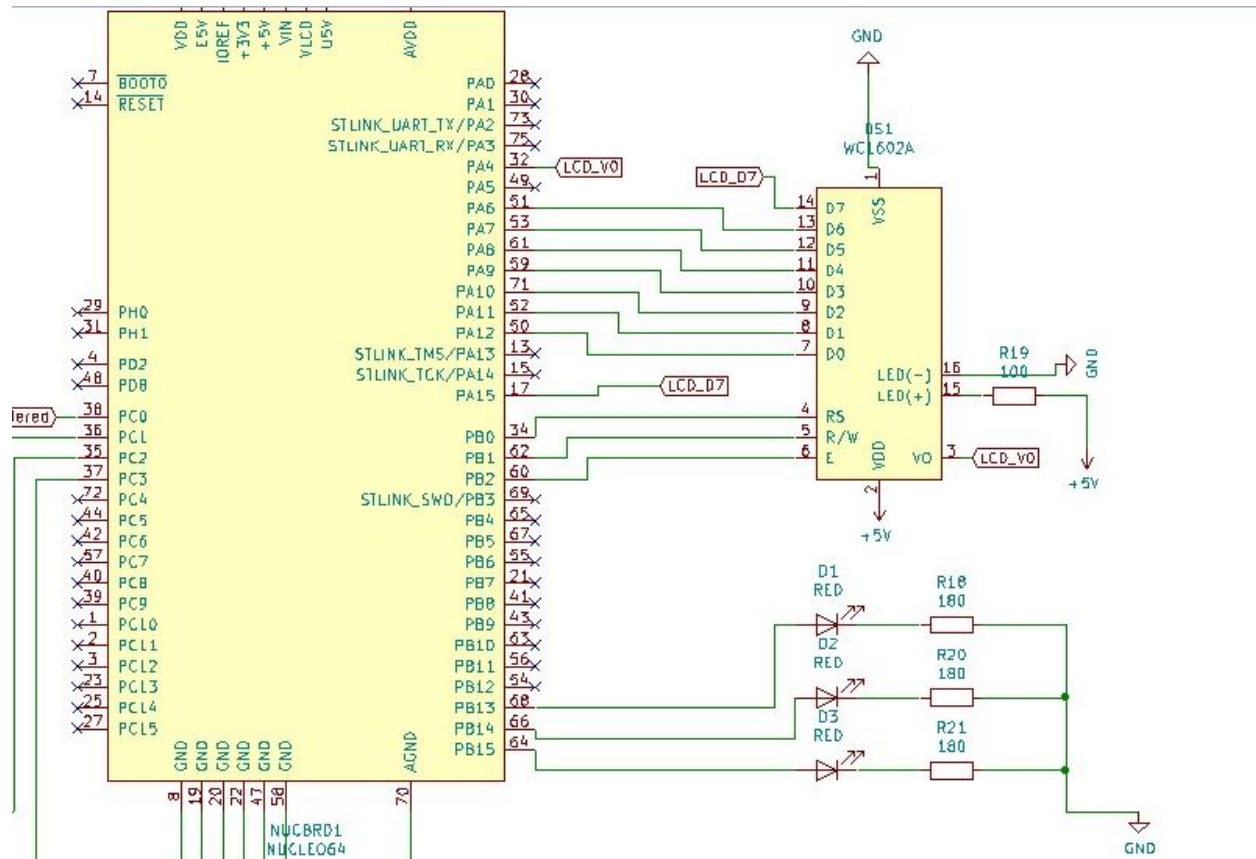 VDD
E5V
IOREF
+3V3
+5V
VIN
VLCD
U5V
AVDD
7 BOOT0
14 RESET
29 PH0
31 PH1
4 PD2
48 PD8
38 PC0
36 PC1
35 PC2
37 PC3
72 PC4
44 PC5
42 PC6
57 PC7
40 PC8
39 PC9
1 PC10
2 PC11
3 PC12
23 PC13
25 PC14
27 PC15
lered
PA0 28
PA1 30
STLINK_UART_TX/PA2 73
STLINK_UART_RX/PA3 75
PA4 32 LCD_V0
PA5 49
PA6 51
PA7 53
PA8 61
PA9 59
PA10 71
PA11 52
PA12 50
STLINK_TMS/PA13 13
STLINK_TCK/PA14 15
PA15 17 LCD_D7
PB0 34
PB1 62
PB2 60
STLINK_SWO/PB3 69
PB4 65
PB5 67
PB6 55
PB7 21
PB8 41
PB9 43
PB10 63
PB11 56
PB12 54
PB13 68
PB14 66
PB15 64
GND 8
GND 19
GND 20
GND 22
GND 47
GND 58
AGND 70
NUCBRD1
NUCLEO64
GND
DS1
WC1602A
1 VSS
LCD_D7
14 D7
13 D6
12 D5
11 D4
10 D3
9 D2
8 D1
7 D0
4 RS
5 R/W
6 E
LED(-) 16
LED(+) 15
VO 3 LCD_V0
VDD 2
+5V
R19
100
GND
+5V
D1
RED
R18
180
D2
RED
R20
180
D3
RED
R21
180
GND